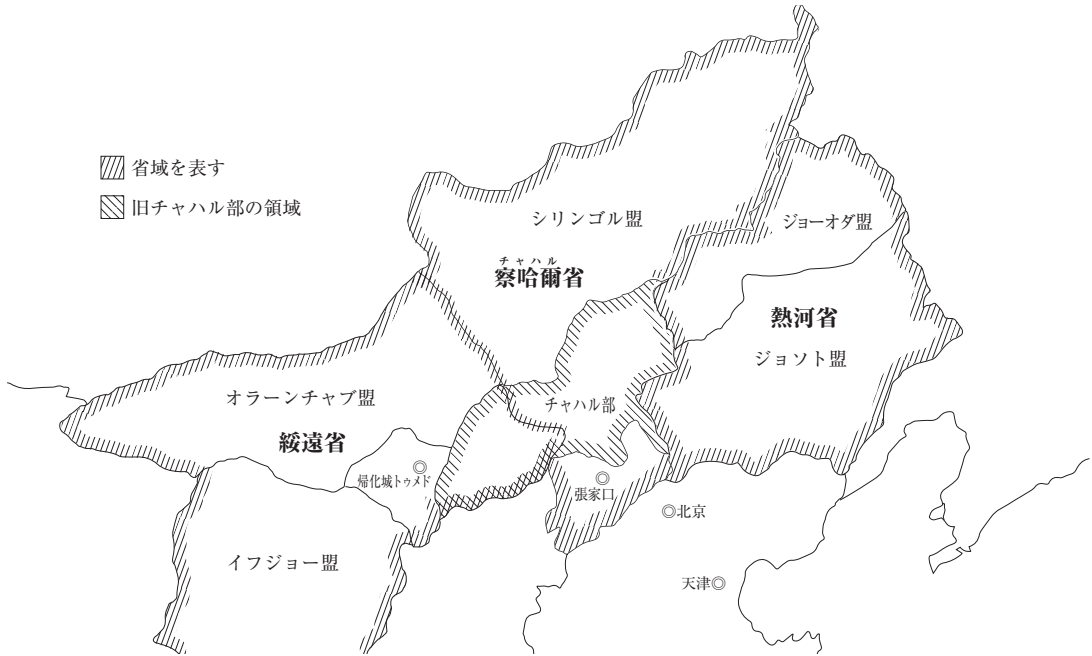 省域を表す
旧チャハル部の領域
シリンゴル盟
ジョーオダ盟
チャハル
察哈爾省
熱河省
ジョソト盟
オラーンチャブ盟
チャハル部
綏遠省
帰化城トゥメド
張家口
北京
イフジョー盟
天津